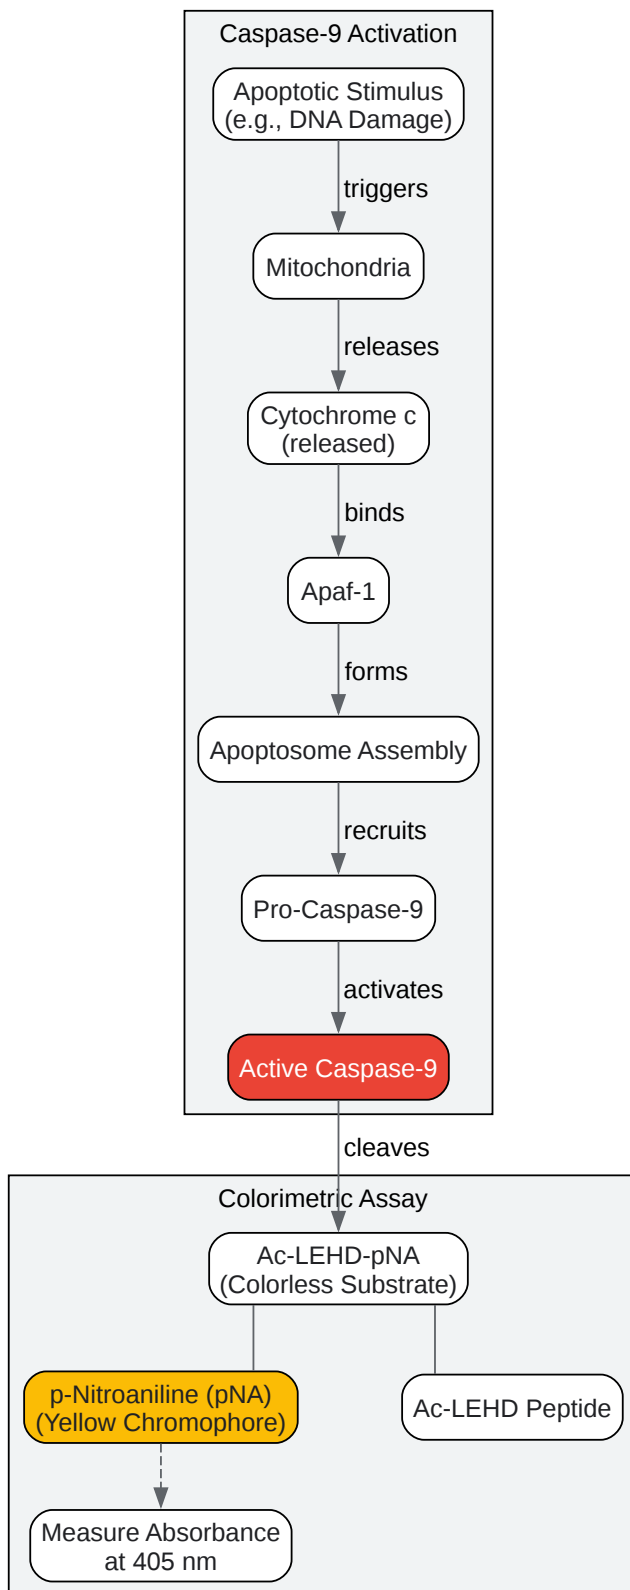 Caspase-9 Activation
Apoptotic Stimulus
(e.g., DNA Damage)
triggers
Mitochondria
releases
Cytochrome c
(released)
binds
Apaf-1
forms
Apoptosome Assembly
recruits
Pro-Caspase-9
activates
Active Caspase-9
cleaves
Colorimetric Assay
Ac-LEHD-pNA
(Colorless Substrate)
p-Nitroaniline (pNA)
(Yellow Chromophore)
Ac-LEHD Peptide
Measure Absorbance
at 405 nm